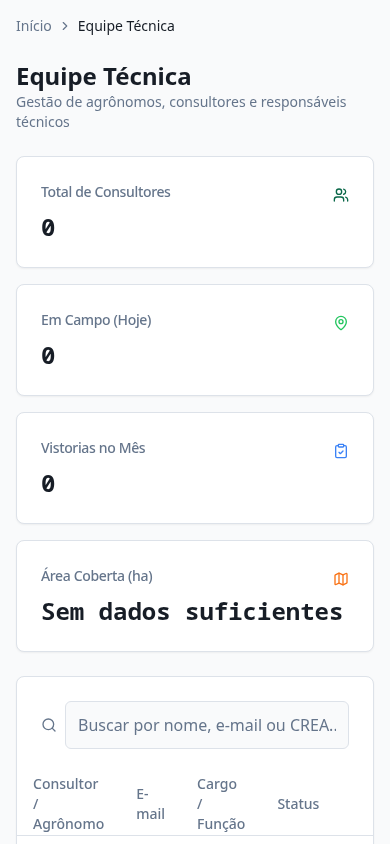 Início > Equipe Técnica
Equipe Técnica
Gestão de agrônomos, consultores e responsáveis
técnicos
Total de Consultores
0
Em Campo (Hoje)
0
Vistorias no Mês
0
Área Coberta (ha)
Sem dados suficientes
Buscar por nome, e-mail ou CREA..
Consultor
/
Agrônomo
E-
mail
Cargo
/
Função
Status